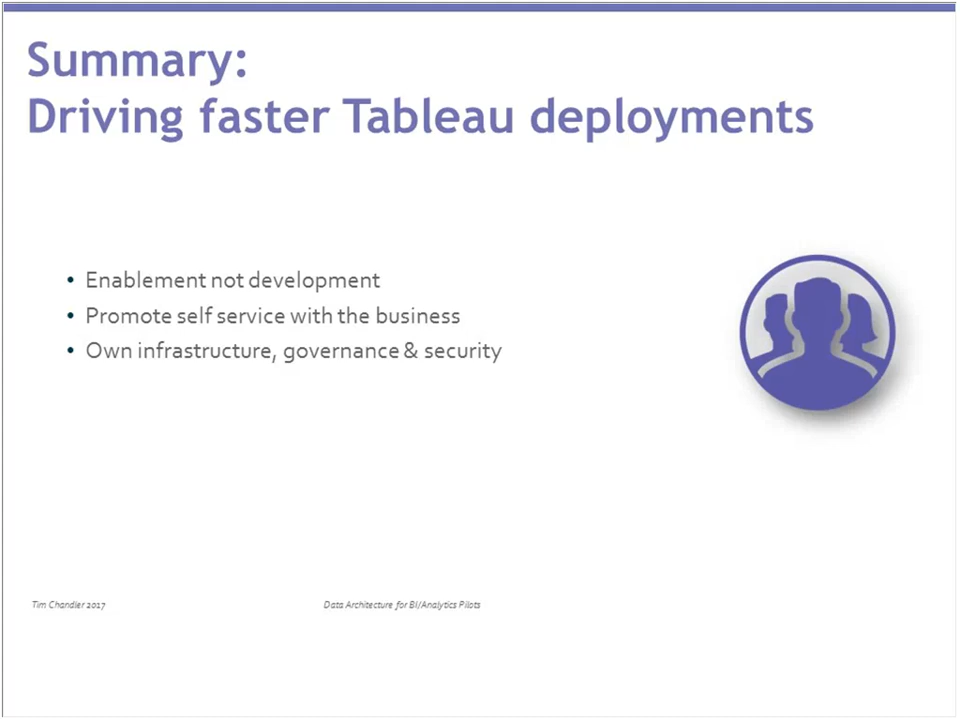 Summary:
Driving faster Tableau deployments
• Enablement not development
• Promote self service with the business
• Own infrastructure, governance & security
Tim Chandler 2017
Data Architecture for BI/Analytics Pilots